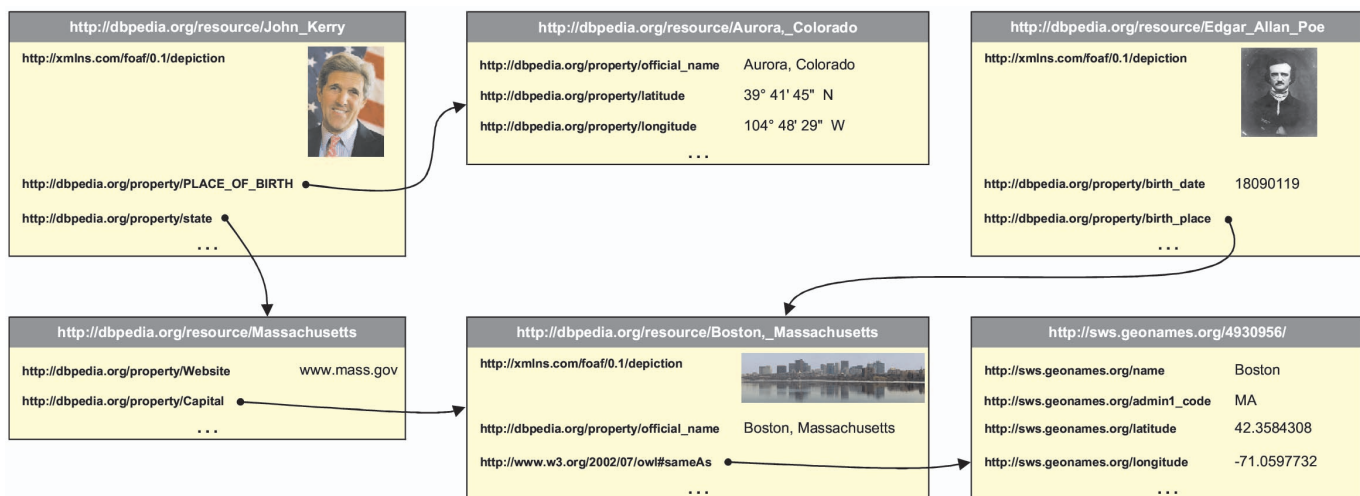 http://dbpedia.org/resource/John_Kerry
http://xmlns.com/foaf/0.1/depiction
http://dbpedia.org/property/PLACE_OF_BIRTH
http://dbpedia.org/property/state
...
http://dbpedia.org/resource/Aurora,_Colorado
http://dbpedia.org/property/official_name Aurora, Colorado
http://dbpedia.org/property/latitude 39° 41' 45" N
http://dbpedia.org/property/longitude 104° 48' 29" W
...
http://dbpedia.org/resource/Edgar_Allan_Poe
http://xmlns.com/foaf/0.1/depiction
http://dbpedia.org/property/birth_date 18090119
http://dbpedia.org/property/birth_place
...
http://dbpedia.org/resource/Massachusetts
http://dbpedia.org/property/Website www.mass.gov
http://dbpedia.org/property/Capital
...
http://dbpedia.org/resource/Boston,_Massachusetts
http://xmlns.com/foaf/0.1/depiction
http://dbpedia.org/property/official_name Boston, Massachusetts
http://www.w3.org/2002/07/owl#sameAs
...
http://sws.geonames.org/4930956/
http://sws.geonames.org/name Boston
http://sws.geonames.org/admin1_code MA
http://sws.geonames.org/latitude 42.3584308
http://sws.geonames.org/longitude -71.0597732
...